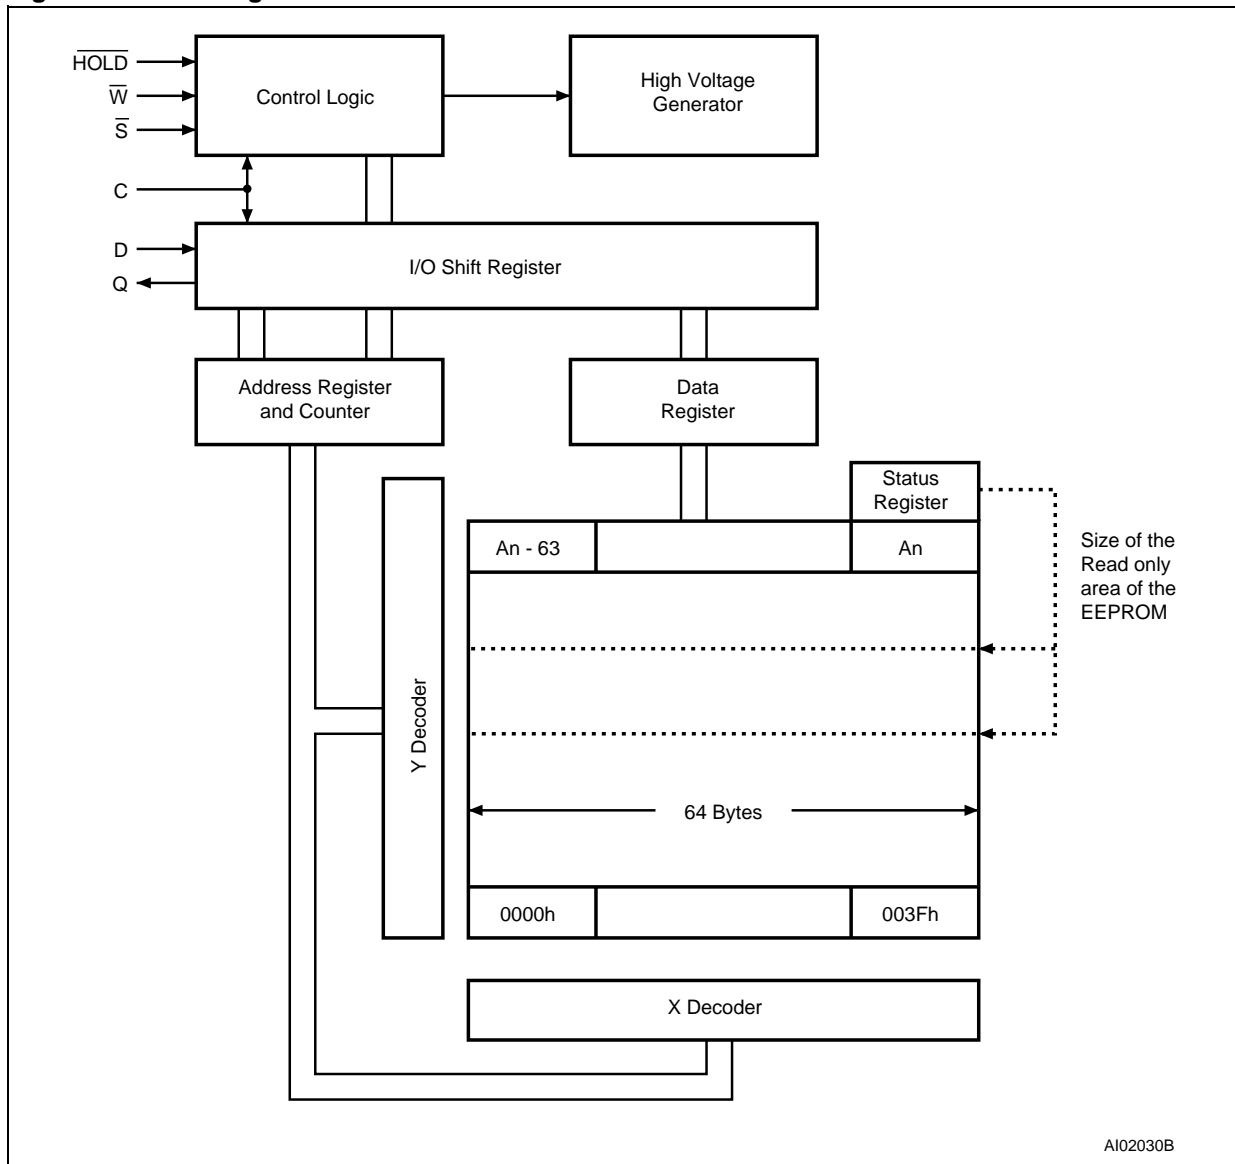 HOLD
W
S
Control Logic
High Voltage
Generator
C
D
Q
I/O Shift Register
Address Register
and Counter
Data
Register
Status
Register
An - 63
An
Size of the
Read only
area of the
EEPROM
Y Decoder
64 Bytes
0000h
003Fh
X Decoder
AI02030B